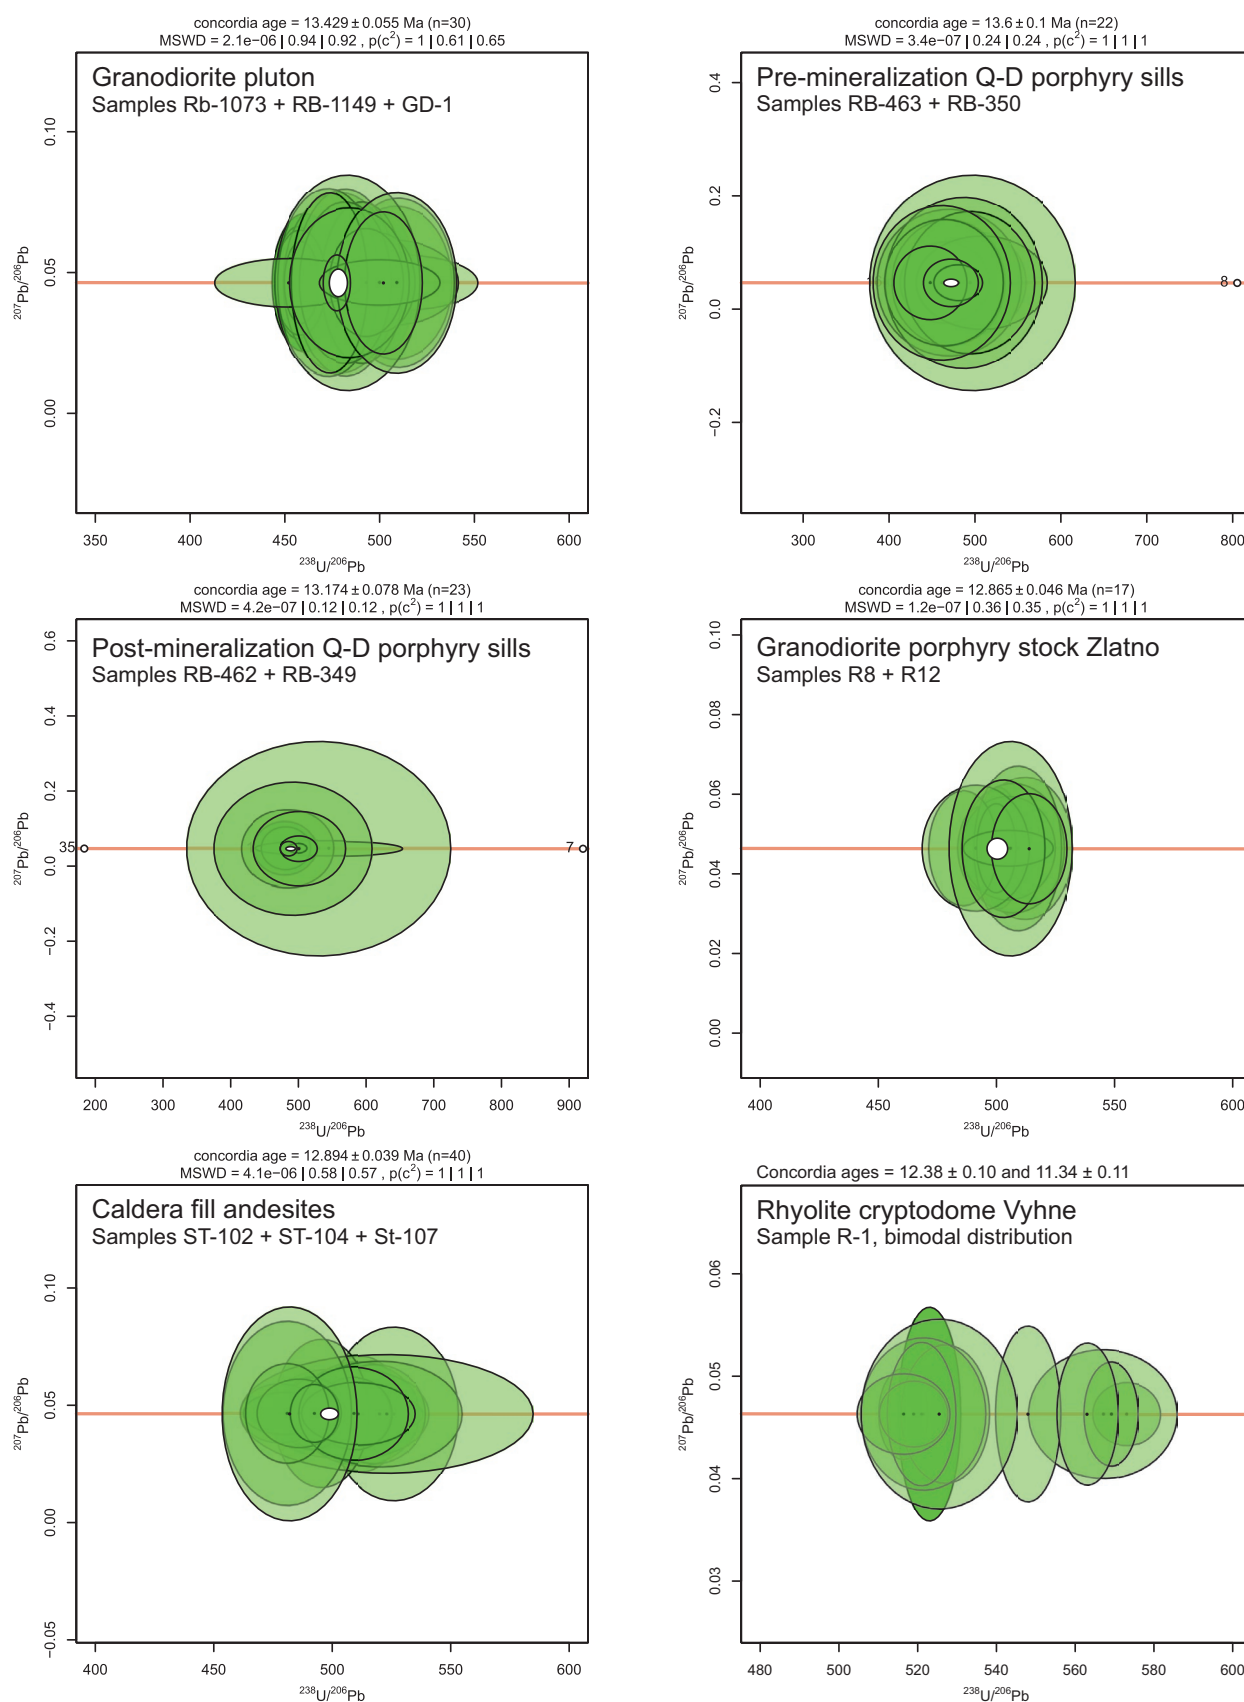 concordia age = 13.429 ± 0.055 Ma (n=30)
MSWD = 2.1e−06 | 0.94 | 0.92 , p(c²) = 1 | 0.61 | 0.65
Granodiorite pluton
Samples Rb-1073 + RB-1149 + GD-1
0.10
0.05
0.00
²⁰⁷Pb/²⁰⁶Pb
350 400 450 500 550 600
²³⁸U/²⁰⁶Pb
concordia age = 13.6 ± 0.1 Ma (n=22)
MSWD = 3.4e−07 | 0.24 | 0.24 , p(c²) = 1 | 1 | 1
Pre-mineralization Q-D porphyry sills
Samples RB-463 + RB-350
0.4
0.2
0.0
−0.2
²⁰⁷Pb/²⁰⁶Pb
8
300 400 500 600 700 800
²³⁸U/²⁰⁶Pb
concordia age = 13.174 ± 0.078 Ma (n=23)
MSWD = 4.2e−07 | 0.12 | 0.12 , p(c²) = 1 | 1 | 1
Post-mineralization Q-D porphyry sills
Samples RB-462 + RB-349
0.6
0.4
0.2
0.0
−0.2
−0.4
²⁰⁷Pb/²⁰⁶Pb
35
7
200 300 400 500 600 700 800 900
²³⁸U/²⁰⁶Pb
concordia age = 12.865 ± 0.046 Ma (n=17)
MSWD = 1.2e−07 | 0.36 | 0.35 , p(c²) = 1 | 1 | 1
Granodiorite porphyry stock Zlatno
Samples R8 + R12
0.10
0.08
0.06
0.04
0.02
0.00
²⁰⁷Pb/²⁰⁶Pb
400 450 500 550 600
²³⁸U/²⁰⁶Pb
concordia age = 12.894 ± 0.039 Ma (n=40)
MSWD = 4.1e−06 | 0.58 | 0.57 , p(c²) = 1 | 1 | 1
Caldera fill andesites
Samples ST-102 + ST-104 + St-107
0.10
0.05
0.00
−0.05
²⁰⁷Pb/²⁰⁶Pb
400 450 500 550 600
²³⁸U/²⁰⁶Pb
Concordia ages = 12.38 ± 0.10 and 11.34 ± 0.11
Rhyolite cryptodome Vyhne
Sample R-1, bimodal distribution
0.06
0.05
0.04
0.03
²⁰⁷Pb/²⁰⁶Pb
480 500 520 540 560 580 600
²³⁸U/²⁰⁶Pb